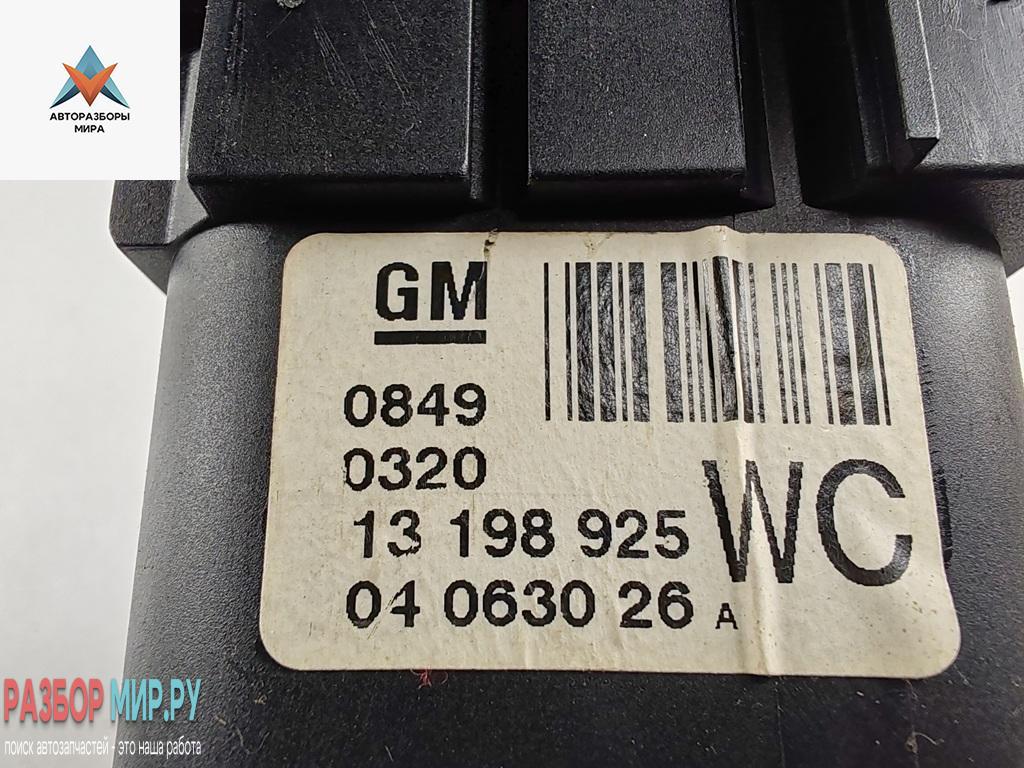 АВТОРАЗБОРЫ
МИРА
GM
0849
0320
13 198 925
WC
04 0630 26 A
РАЗБОР МИР.РУ
поиск автозапчастей - это наша работа